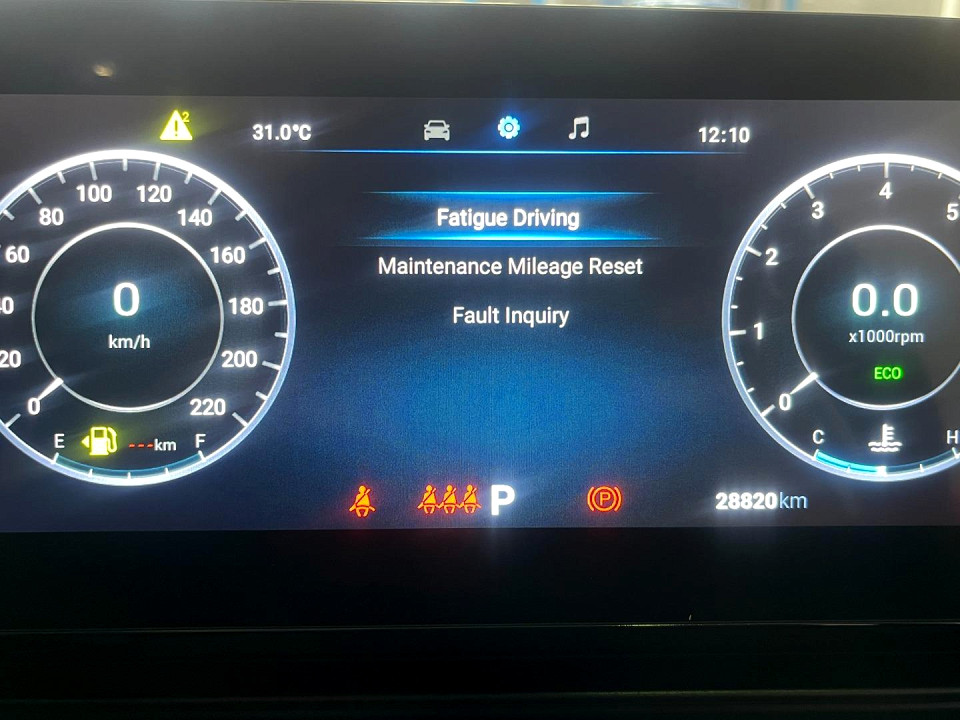 2
31.0°C
12:10
Fatigue Driving
Maintenance Mileage Reset
Fault Inquiry
0
20
60
80
100
120
140
160
180
200
220
0
km/h
E
---km
F
0
1
2
3
4
5
0.0
x1000rpm
ECO
C
H
P
P
28820km